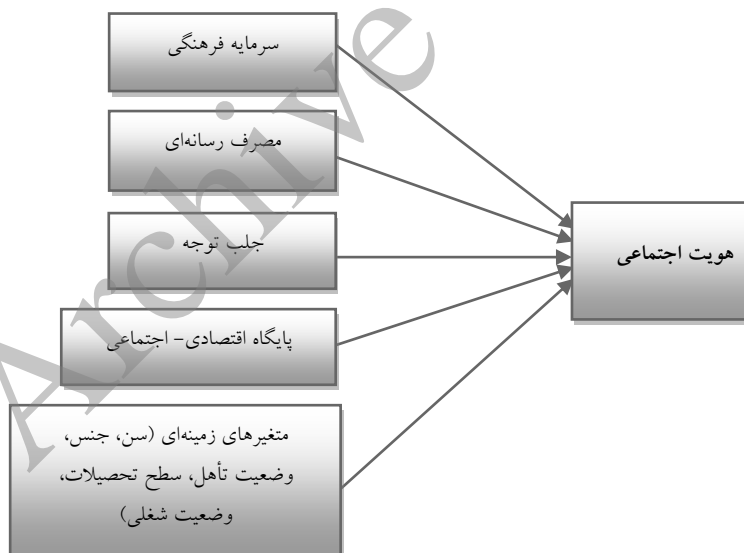 سرمایه فرهنگی
مصرف رسانه‌ای
جلب توجه
هویت اجتماعی
پایگاه اقتصادی- اجتماعی
متغیرهای زمینه‌ای (سن، جنس،
وضعیت تأهل، سطح تحصیلات،
وضعیت شغلی)
Archive